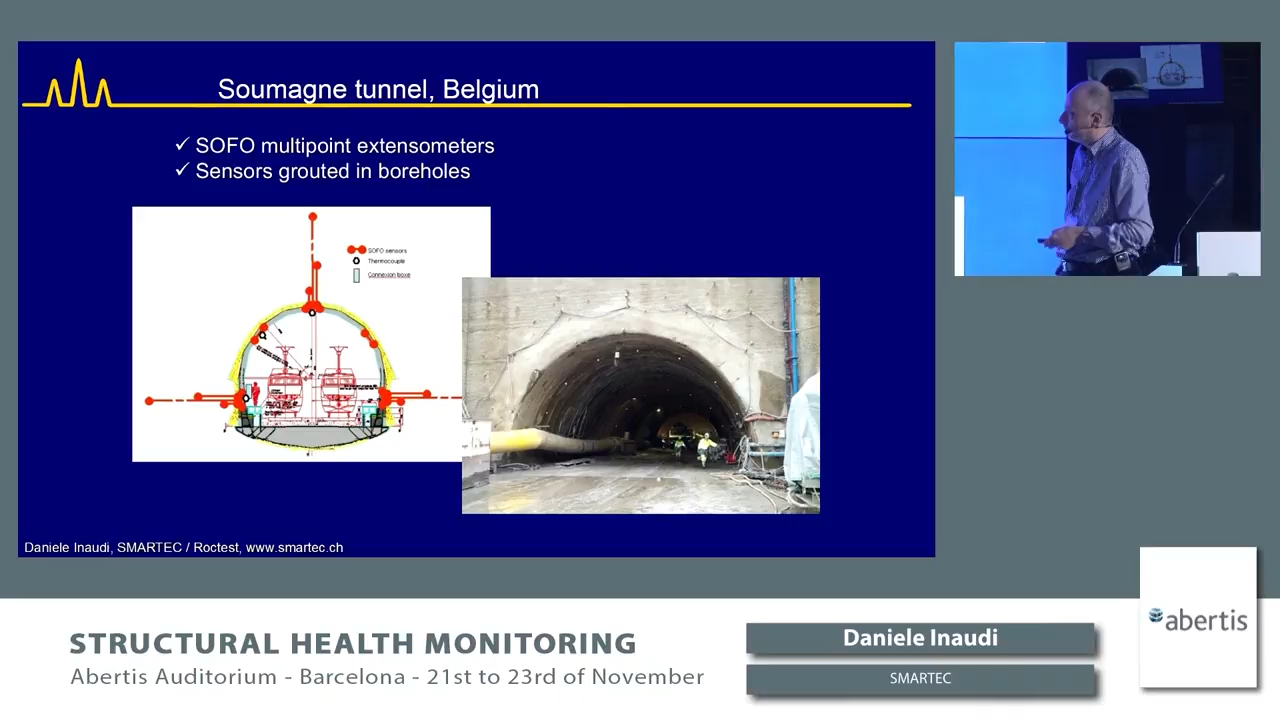 Soumagne tunnel, Belgium
SOFO multipoint extensometers
Sensors grouted in boreholes
SOFO sensors
Thermocouple
Connexion boxe
Daniele Inaudi, SMARTEC / Roctest, www.smartec.ch
STRUCTURAL HEALTH MONITORING
Abertis Auditorium - Barcelona - 21st to 23rd of November
Daniele Inaudi
SMARTEC
abertis